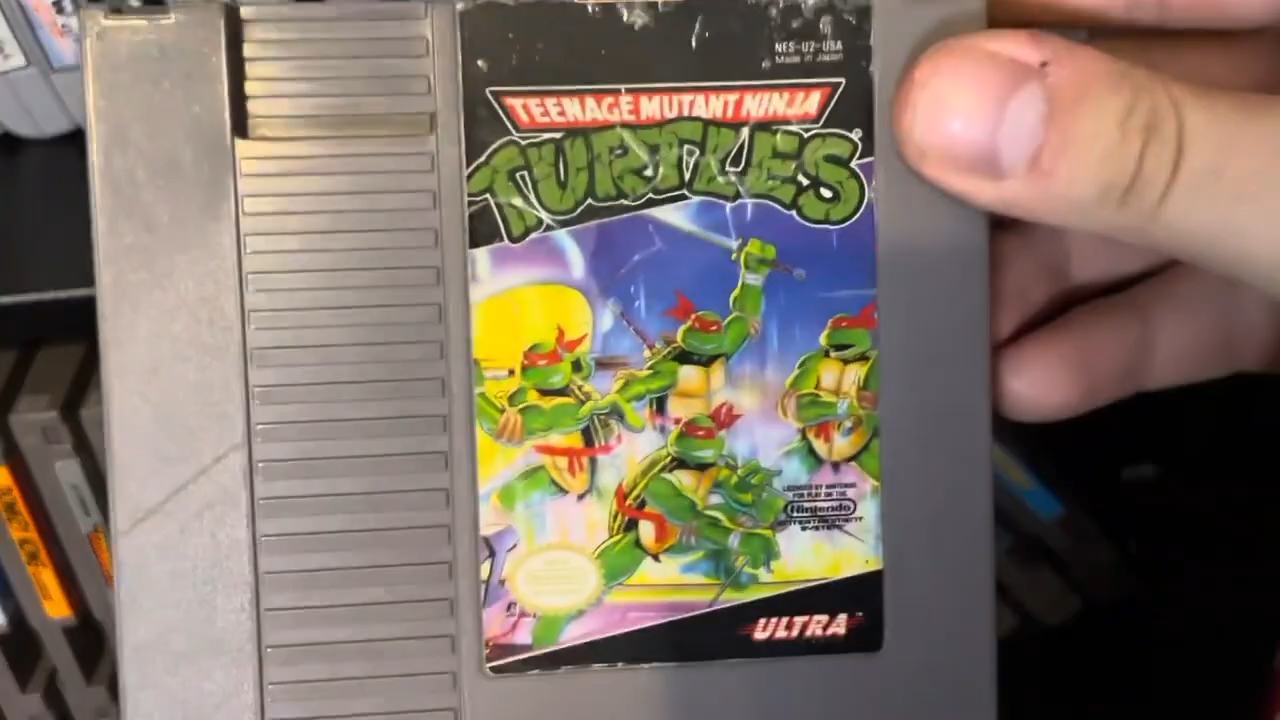 NES-U2-USA
Made in Japan
TEENAGE MUTANT NINJA
TURTLES®
LICENSED BY NINTENDO
FOR PLAY ON THE
Nintendo
ENTERTAINMENT
SYSTEM
ULTRA™